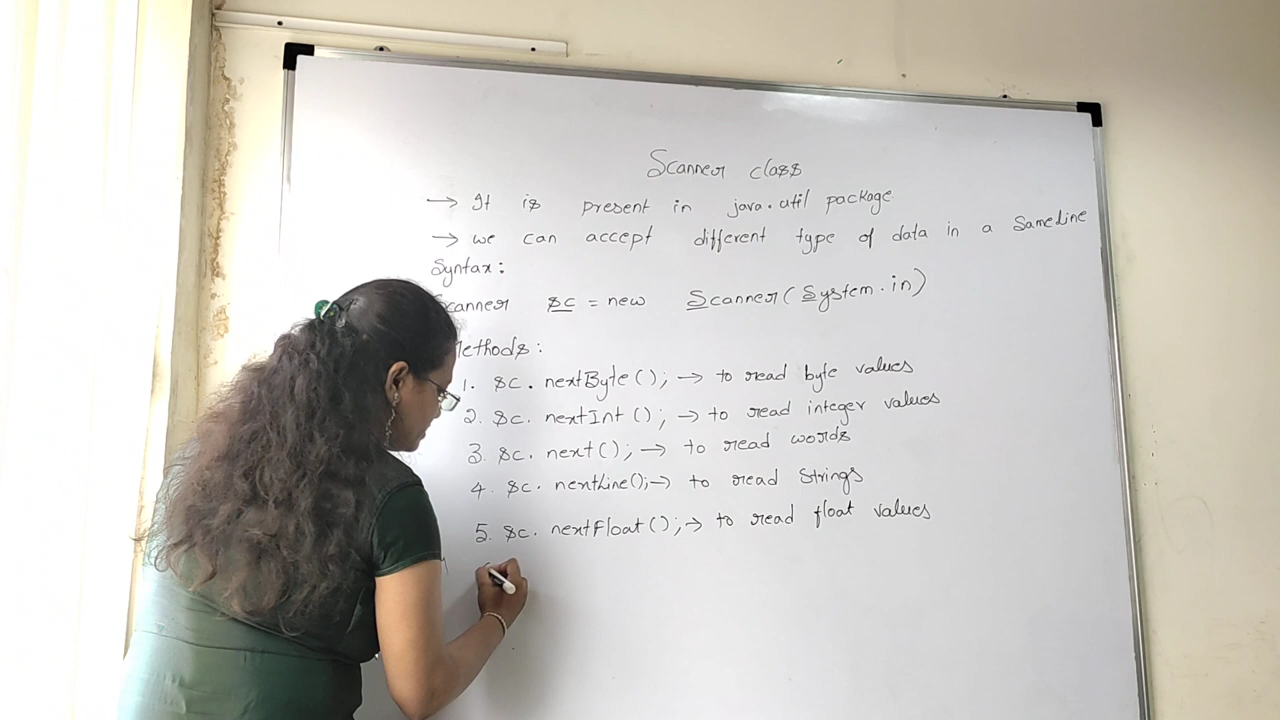 Scanner class
→ It is present in java.util package
→ we can accept different type of data in a same line
Syntax:
Scanner sc = new Scanner(System.in)
Methods:
1. sc.nextByte(); → to read byte values
2. sc.nextInt(); → to read integer values
3. sc.next(); → to read words
4. sc.nextLine(); → to read Strings
5. sc.nextFloat(); → to read float values